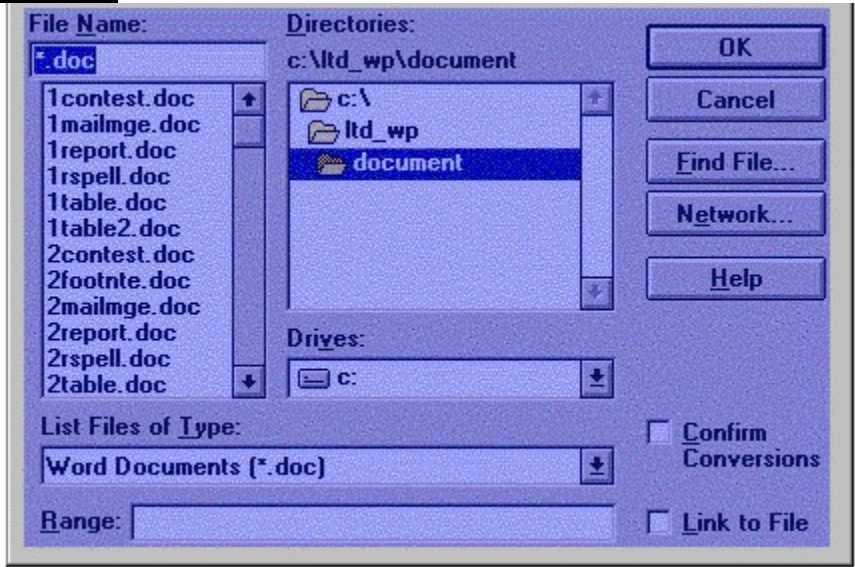 File Name:
*.doc
1contest.doc
1mailmge.doc
1report.doc
1rspell.doc
1table.doc
1table2.doc
2contest.doc
2footnte.doc
2mailmge.doc
2report.doc
2rspell.doc
2table.doc
Directories:
c:\ltd_wp\document
c:\
ltd_wp
document
Drives:
c:
OK
Cancel
Find File...
Network...
Help
List Files of Type:
Word Documents (*.doc)
Confirm
Conversions
Range:
Link to File